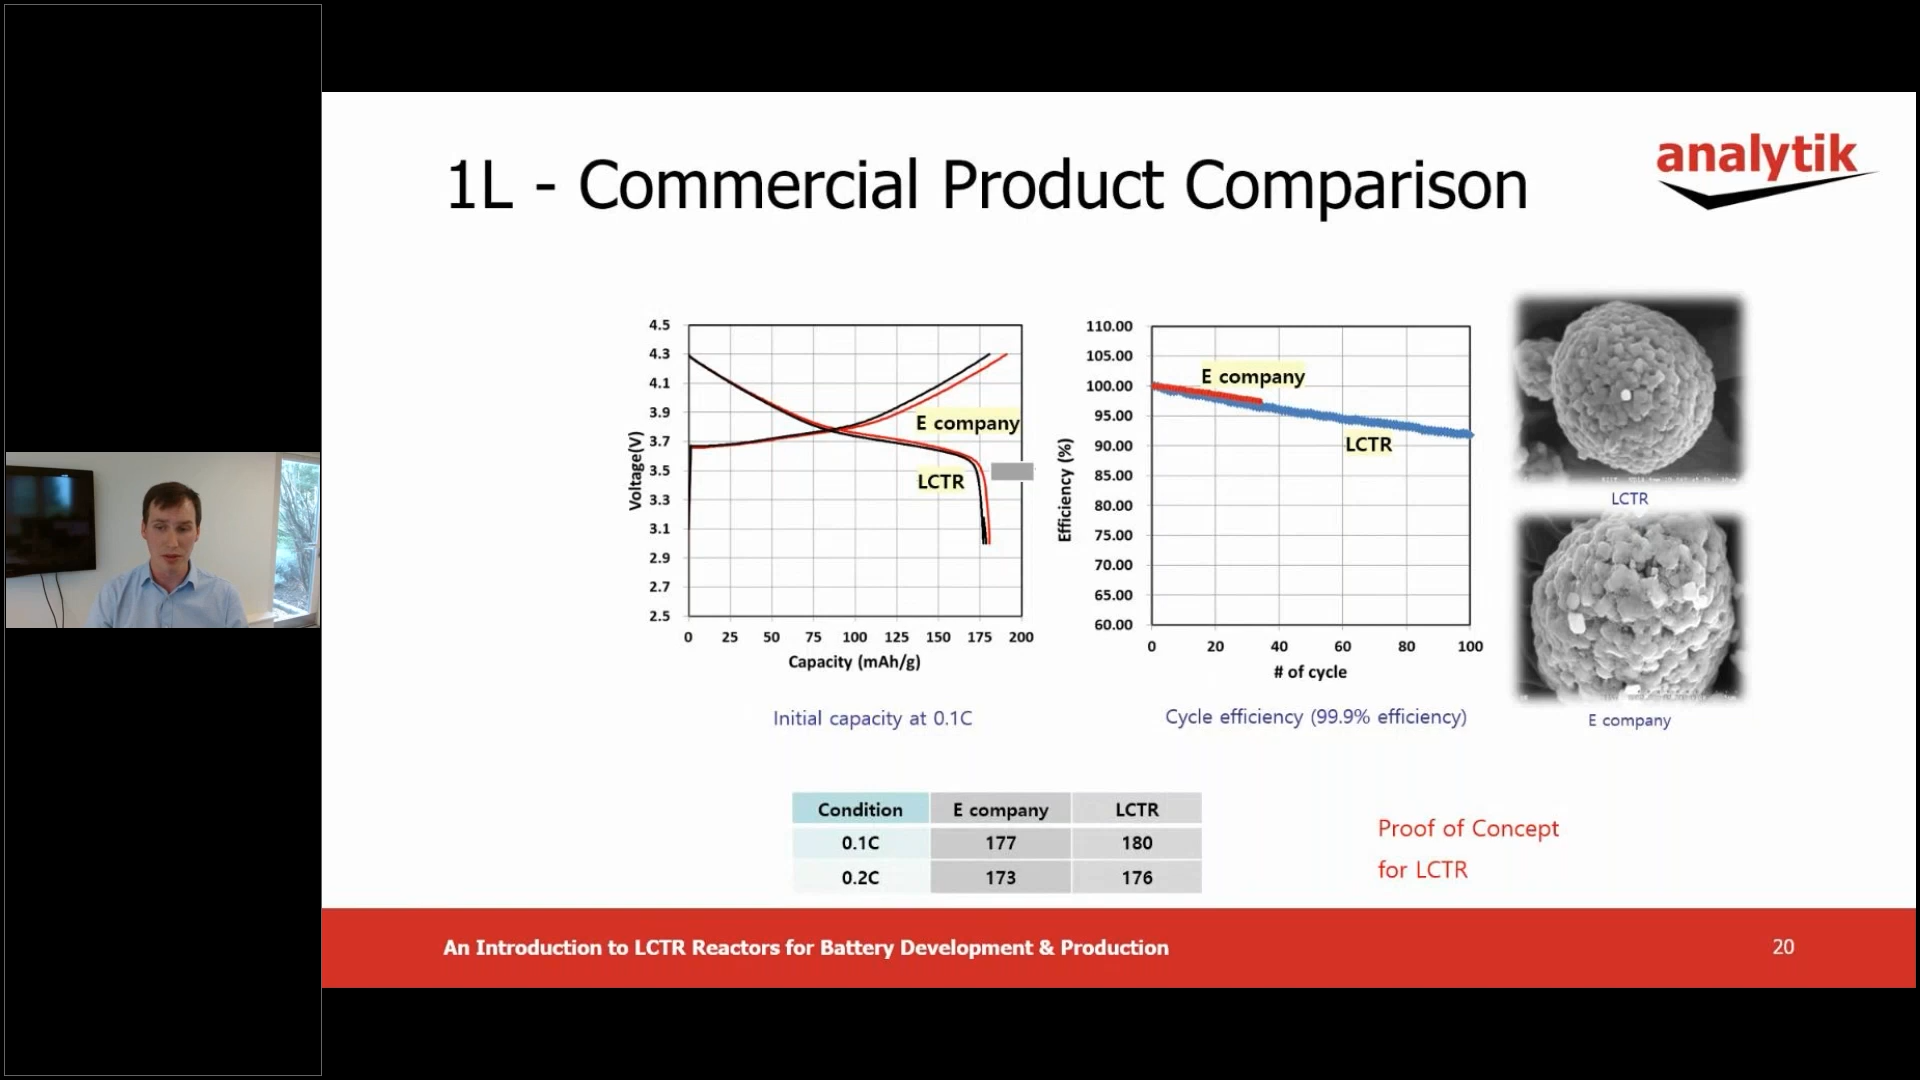 analytik
1L - Commercial Product Comparison
4.5
4.3
4.1
3.9
3.7
3.5
3.3
3.1
2.9
2.7
2.5
Voltage(V)
E company
LCTR
0 25 50 75 100 125 150 175 200
Capacity (mAh/g)
Initial capacity at 0.1C
110.00
105.00
100.00
95.00
90.00
85.00
80.00
75.00
70.00
65.00
60.00
Efficiency (%)
E company
LCTR
0 20 40 60 80 100
# of cycle
Cycle efficiency (99.9% efficiency)
LCTR
E company
Condition E company LCTR
0.1C 177 180
0.2C 173 176
Proof of Concept
for LCTR
An Introduction to LCTR Reactors for Battery Development & Production
20